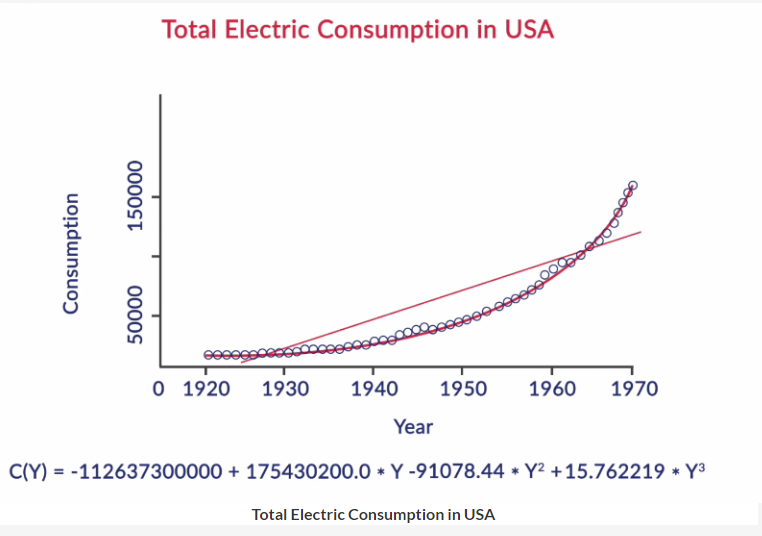 Total Electric Consumption in USA
150000
Consumption
50000
0 1920 1930 1940 1950 1960 1970
Year
C(Y) = -112637300000 + 175430200.0 * Y -91078.44 * Y² +15.762219 * Y³
Total Electric Consumption in USA